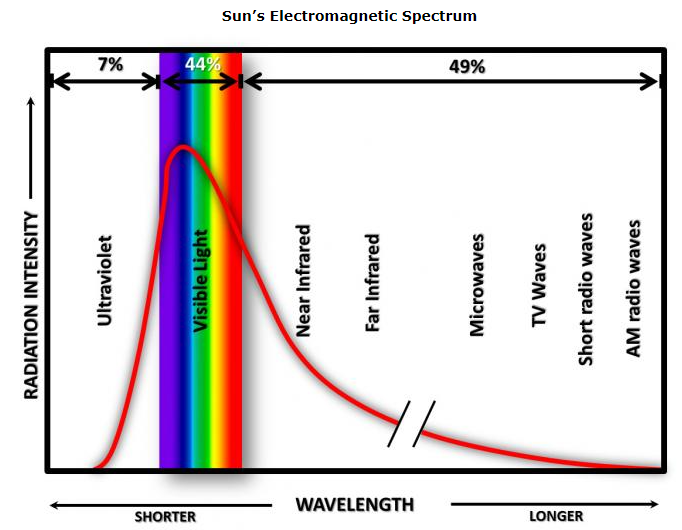 Sun's Electromagnetic Spectrum
7%
44%
49%
RADIATION INTENSITY
Ultraviolet
Visible Light
Near Infrared
Far Infrared
Microwaves
TV Waves
Short radio waves
AM radio waves
WAVELENGTH
SHORTER
LONGER